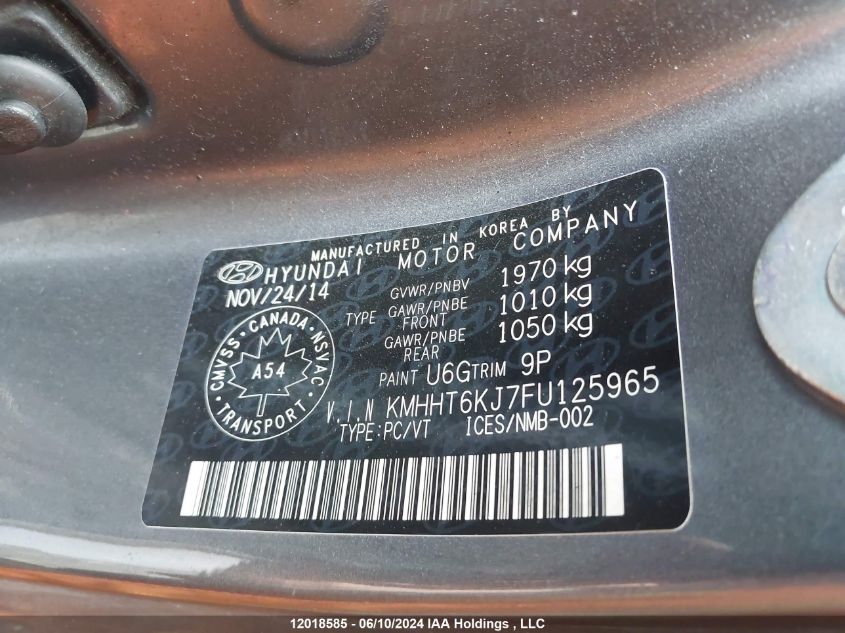 MANUFACTURED IN KOREA BY
HYUNDAI MOTOR COMPANY
NOV/24/14
GVWR/PNBV 1970 kg
TYPE GAWR/PNBE FRONT 1010 kg
GAWR/PNBE REAR 1050 kg
CMVSS · CANADA · NSVAC
A54
TRANSPORT
PAINT U6G TRIM 9P
V.I.N KMHHT6KJ7FU125965
TYPE:PC/VT ICES/NMB-002
12018585 - 06/10/2024 IAA Holdings , LLC